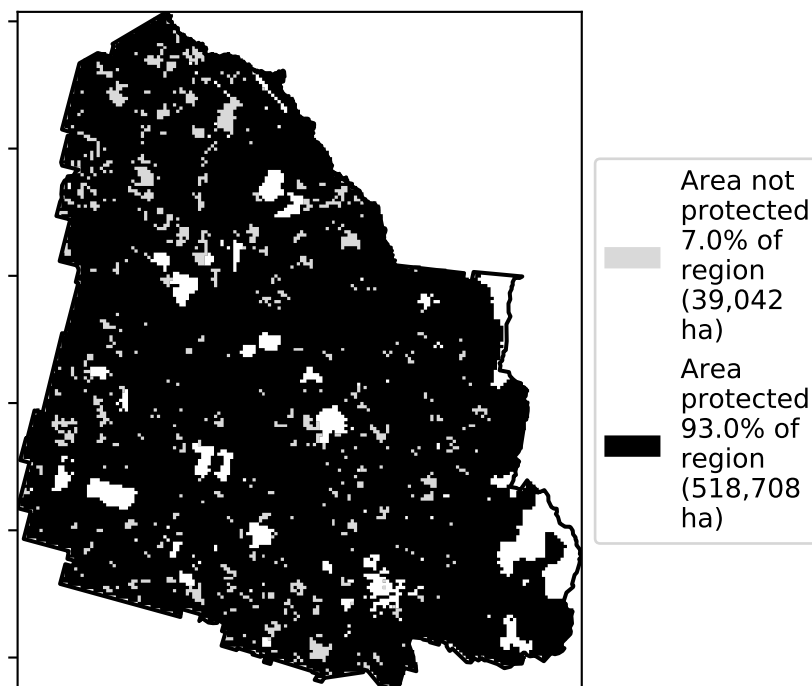 Area not
protected
7.0% of
region
(39,042
ha)
Area
protected
93.0% of
region
(518,708
ha)